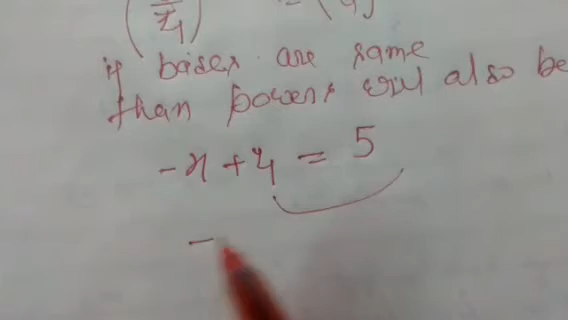 if bases are same
than powers will also be
-x + 4 = 5
-